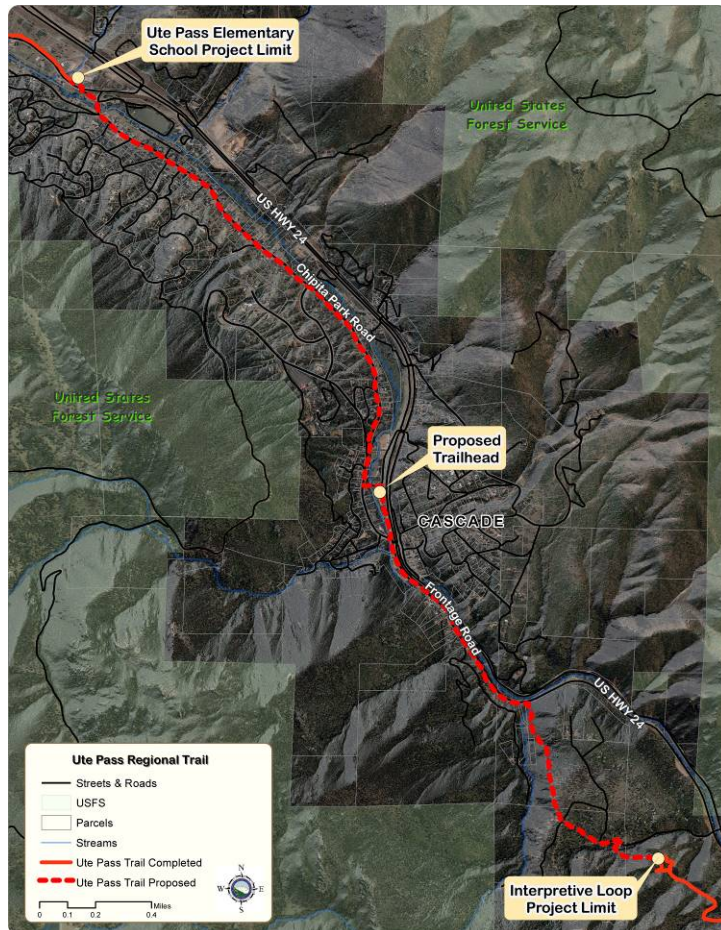 Ute Pass Elementary
School Project Limit
United States
Forest Service
US HWY 24
Chipita Park Road
United States
Forest Service
Proposed
Trailhead
CASCADE
Frontage Road
US HWY 24
Ute Pass Regional Trail
Streets & Roads
USFS
Parcels
Streams
Ute Pass Trail Completed
Ute Pass Trail Proposed
N
W E
S
Miles
0 0.1 0.2 0.4
Interpretive Loop
Project Limit